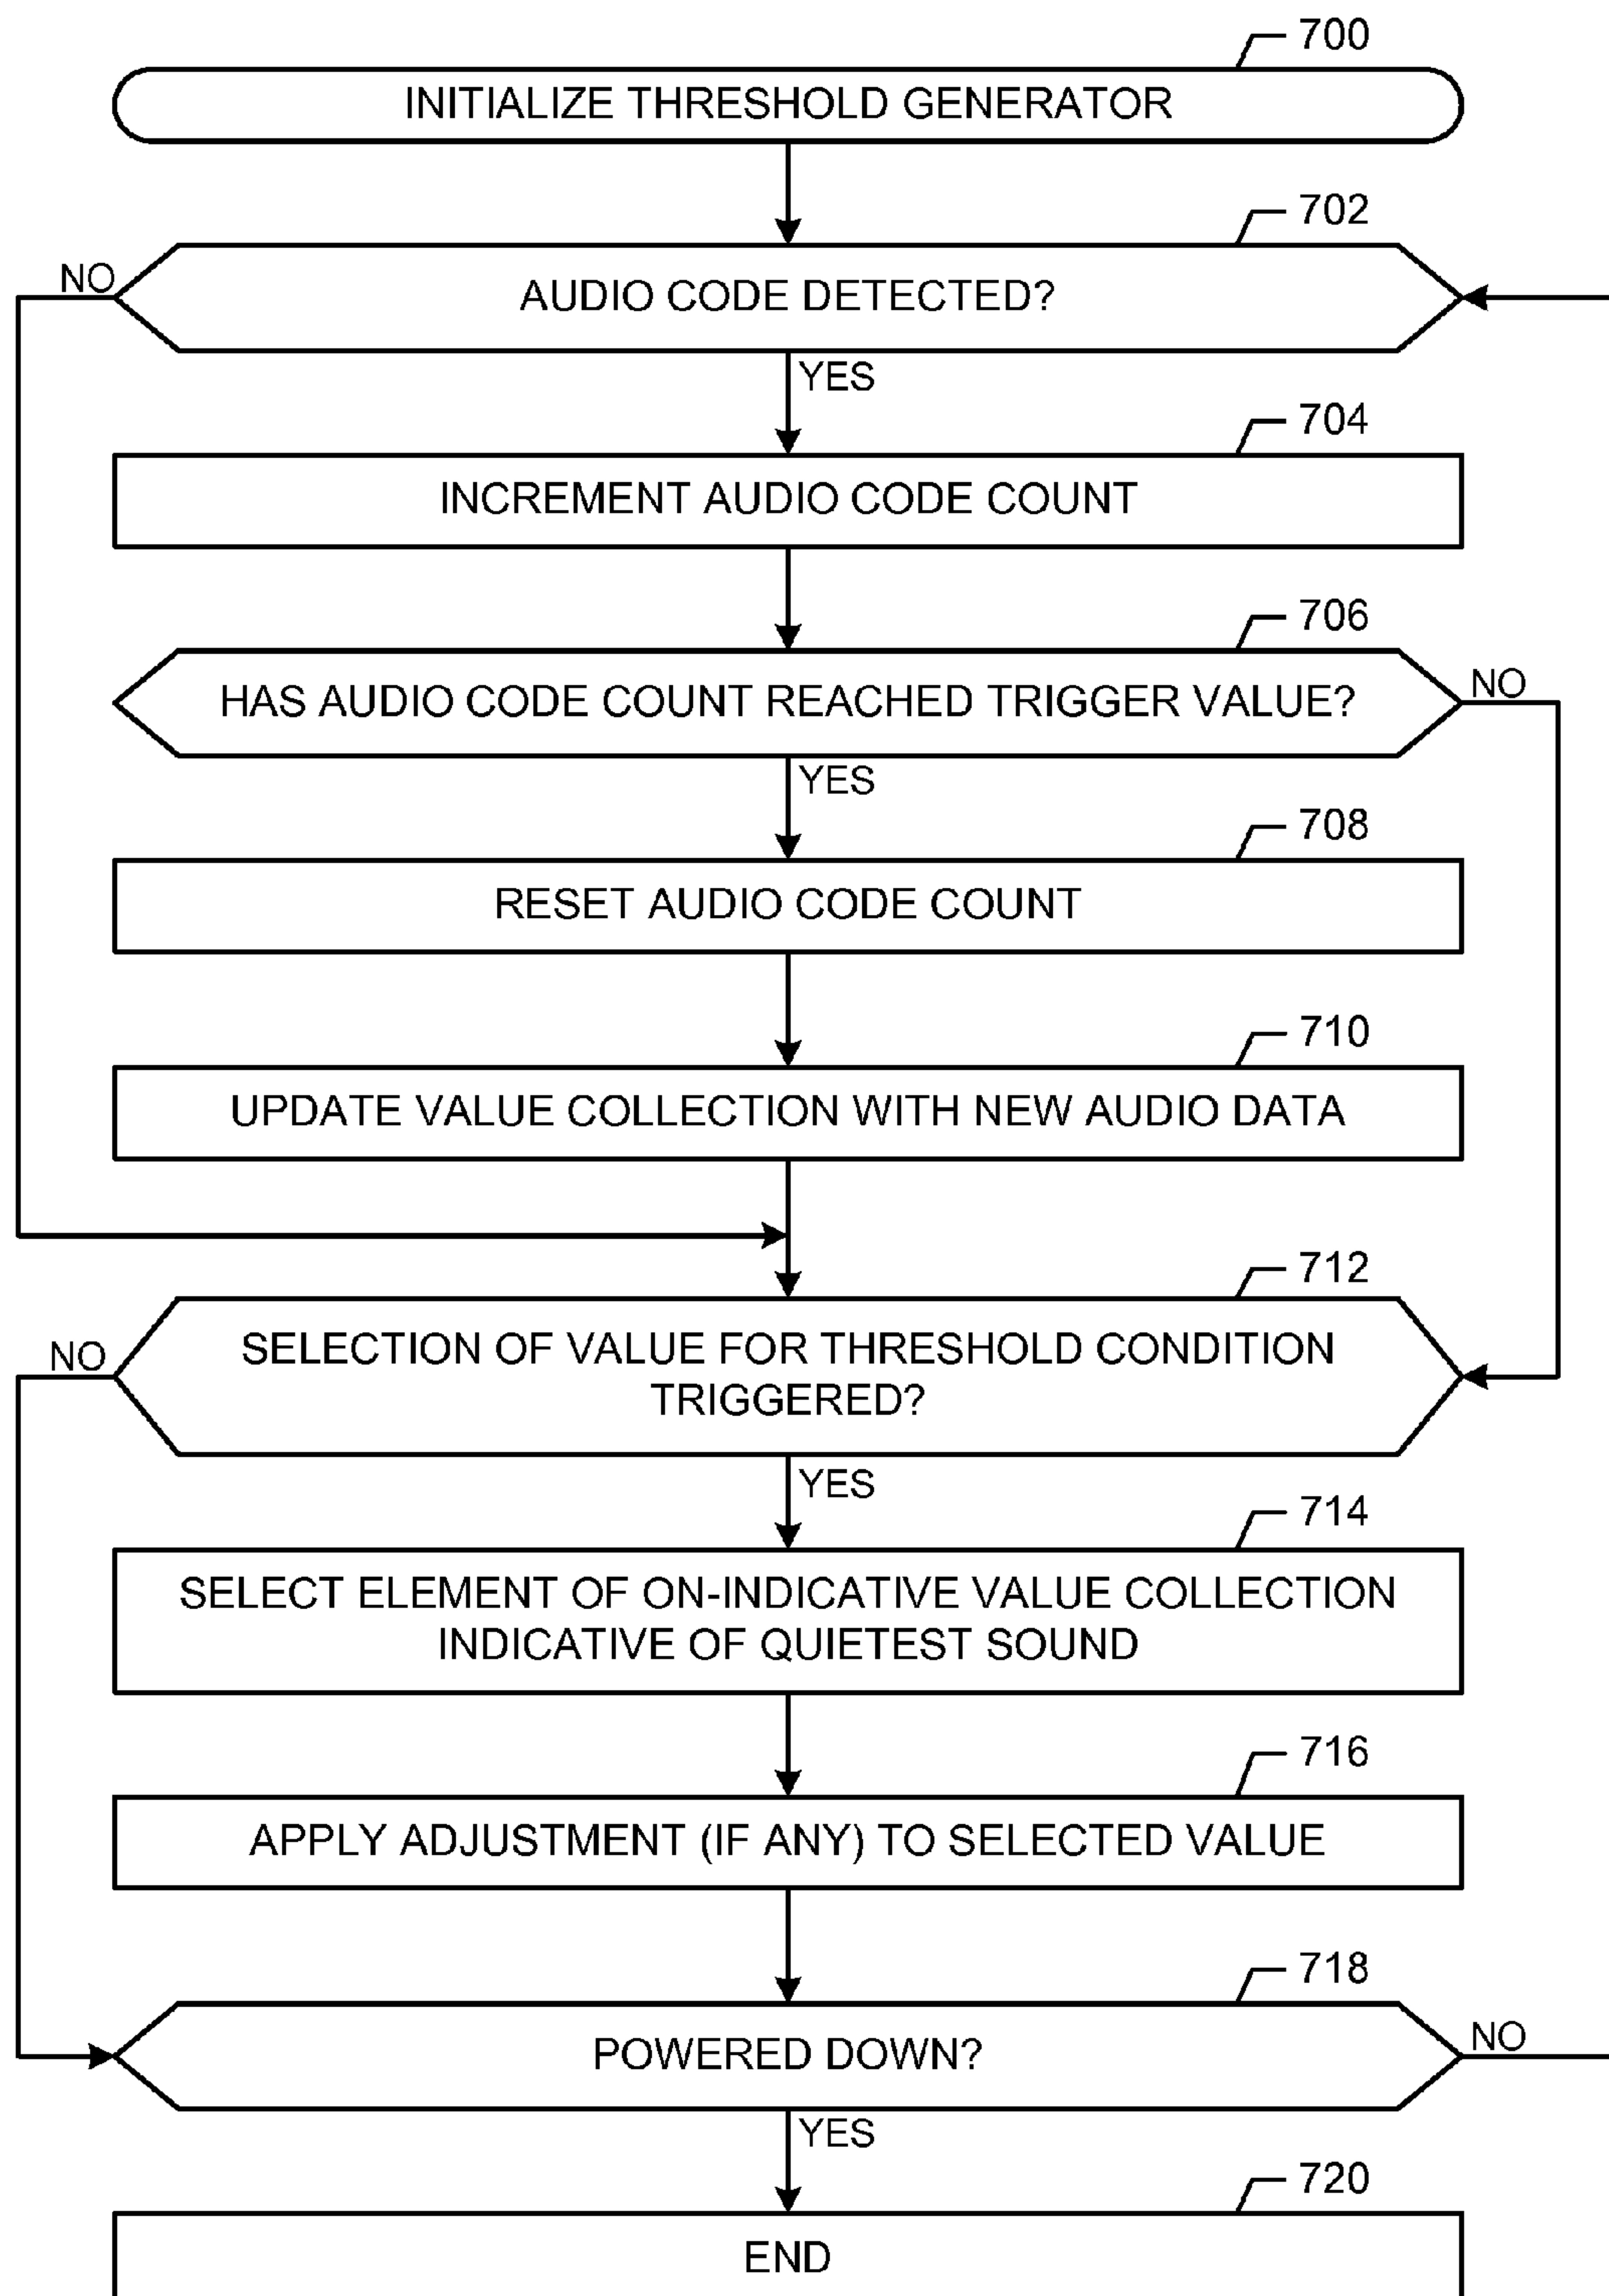 700
INITIALIZE THRESHOLD GENERATOR
702
NO
AUDIO CODE DETECTED?
YES
704
INCREMENT AUDIO CODE COUNT
706
HAS AUDIO CODE COUNT REACHED TRIGGER VALUE?
NO
YES
708
RESET AUDIO CODE COUNT
710
UPDATE VALUE COLLECTION WITH NEW AUDIO DATA
712
NO
SELECTION OF VALUE FOR THRESHOLD CONDITION
TRIGGERED?
YES
714
SELECT ELEMENT OF ON-INDICATIVE VALUE COLLECTION
INDICATIVE OF QUIETEST SOUND
716
APPLY ADJUSTMENT (IF ANY) TO SELECTED VALUE
718
POWERED DOWN?
NO
YES
720
END